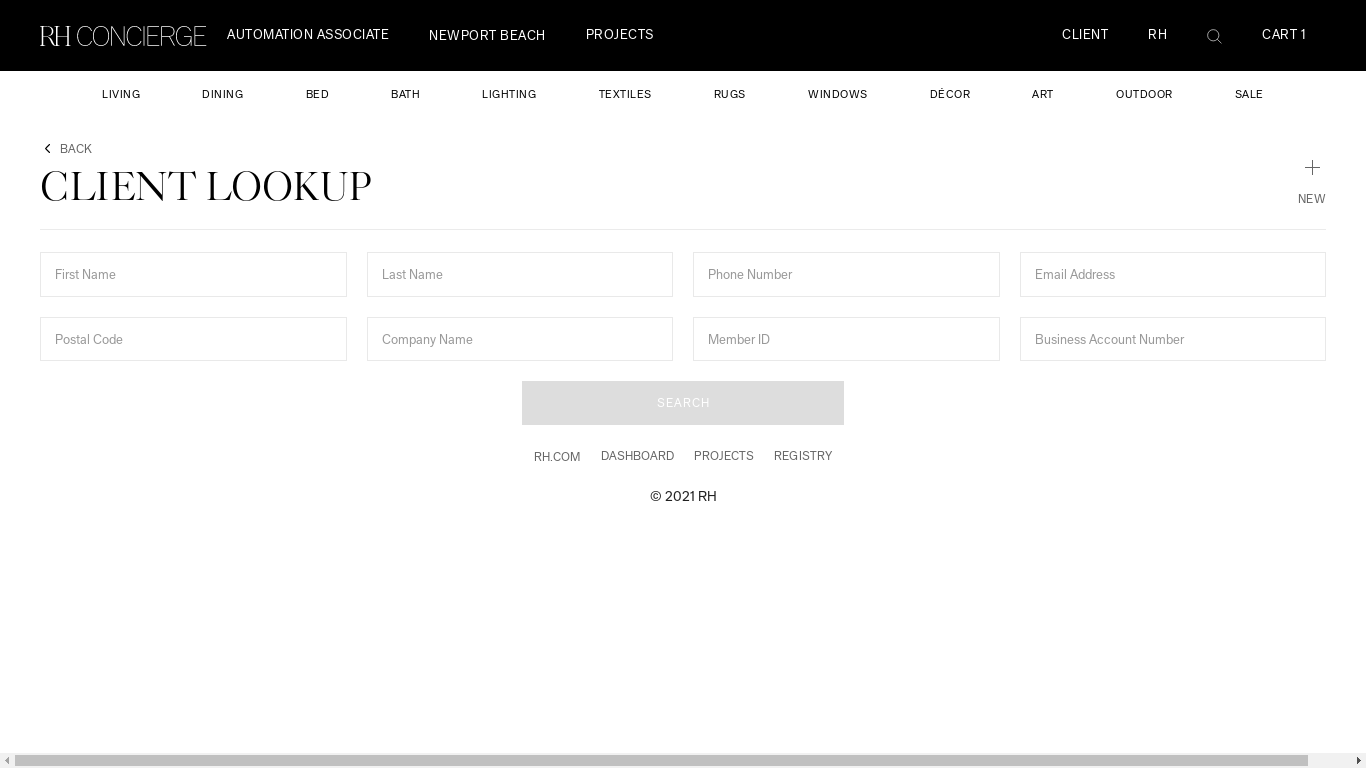 RH CONCIERGE AUTOMATION ASSOCIATE NEWPORT BEACH PROJECTS CLIENT RH CART 1
LIVING DINING BED BATH LIGHTING TEXTILES RUGS WINDOWS DÉCOR ART OUTDOOR SALE
BACK
CLIENT LOOKUP
NEW
First Name Last Name Phone Number Email Address
Postal Code Company Name Member ID Business Account Number
SEARCH
RH.COM DASHBOARD PROJECTS REGISTRY
© 2021 RH